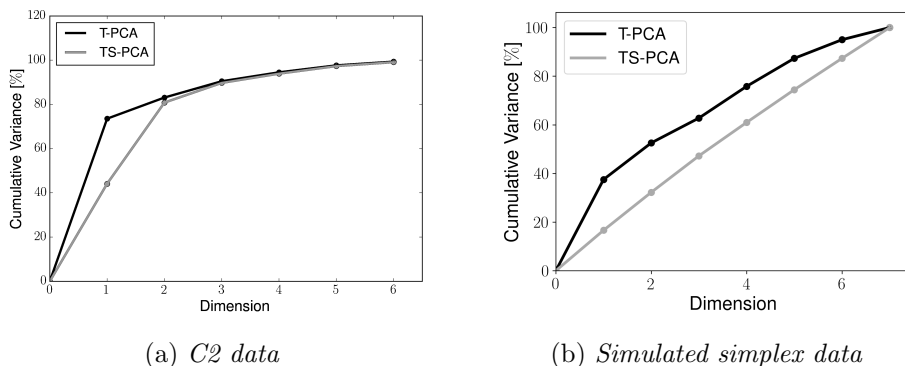 120
100
80
60
40
20
0
Cumulative Variance [%]
T-PCA
TS-PCA
0 1 2 3 4 5 6
Dimension
(a) C2 data
100
80
60
40
20
0
Cumulative Variance [%]
T-PCA
TS-PCA
0 2 4 6
Dimension
(b) Simulated simplex data